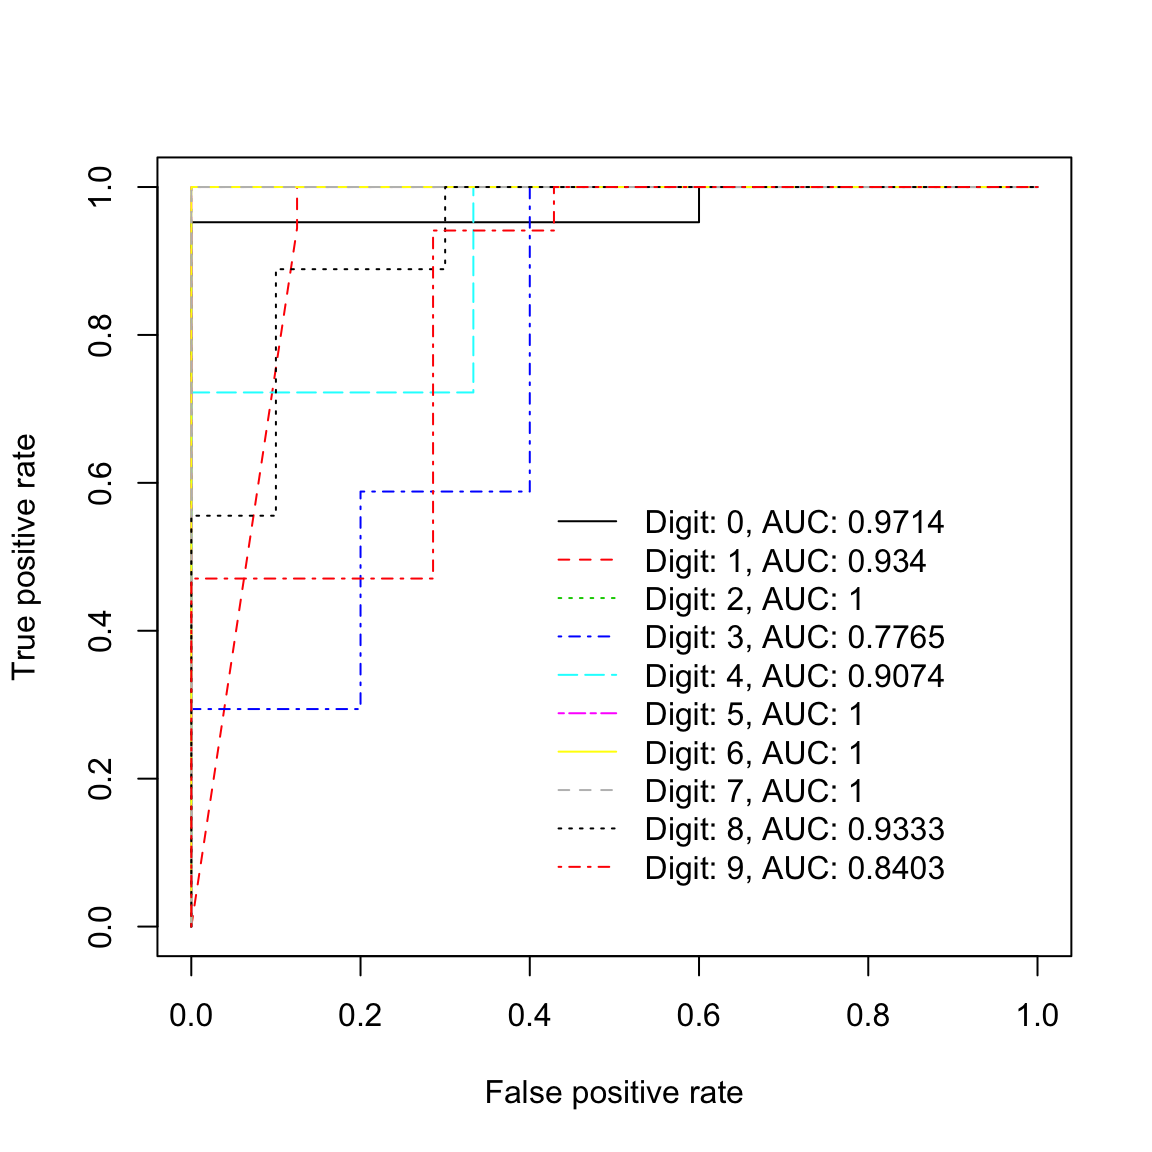 1.0
0.8
0.6
0.4
0.2
0.0
True positive rate
Digit: 0, AUC: 0.9714
Digit: 1, AUC: 0.934
Digit: 2, AUC: 1
Digit: 3, AUC: 0.7765
Digit: 4, AUC: 0.9074
Digit: 5, AUC: 1
Digit: 6, AUC: 1
Digit: 7, AUC: 1
Digit: 8, AUC: 0.9333
Digit: 9, AUC: 0.8403
0.0 0.2 0.4 0.6 0.8 1.0
False positive rate